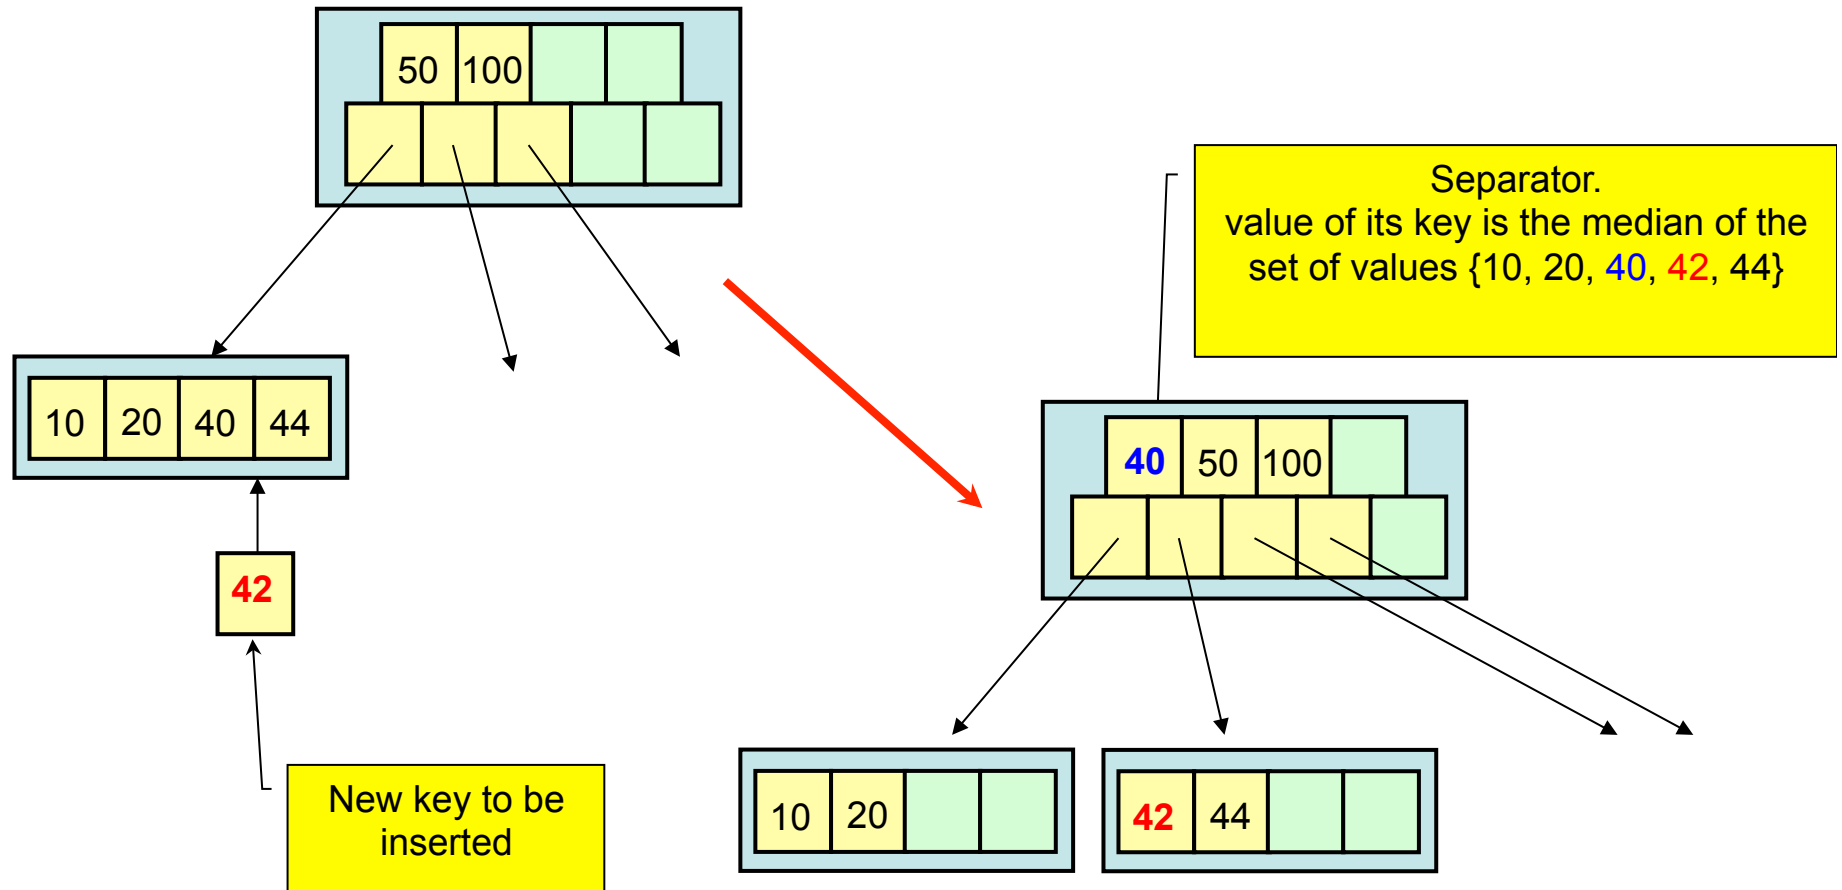 50 100
Separator.
value of its key is the median of the
set of values {10, 20, 40, 42, 44}
10 20 40 44
40 50 100
42
New key to be
inserted
10 20
42 44